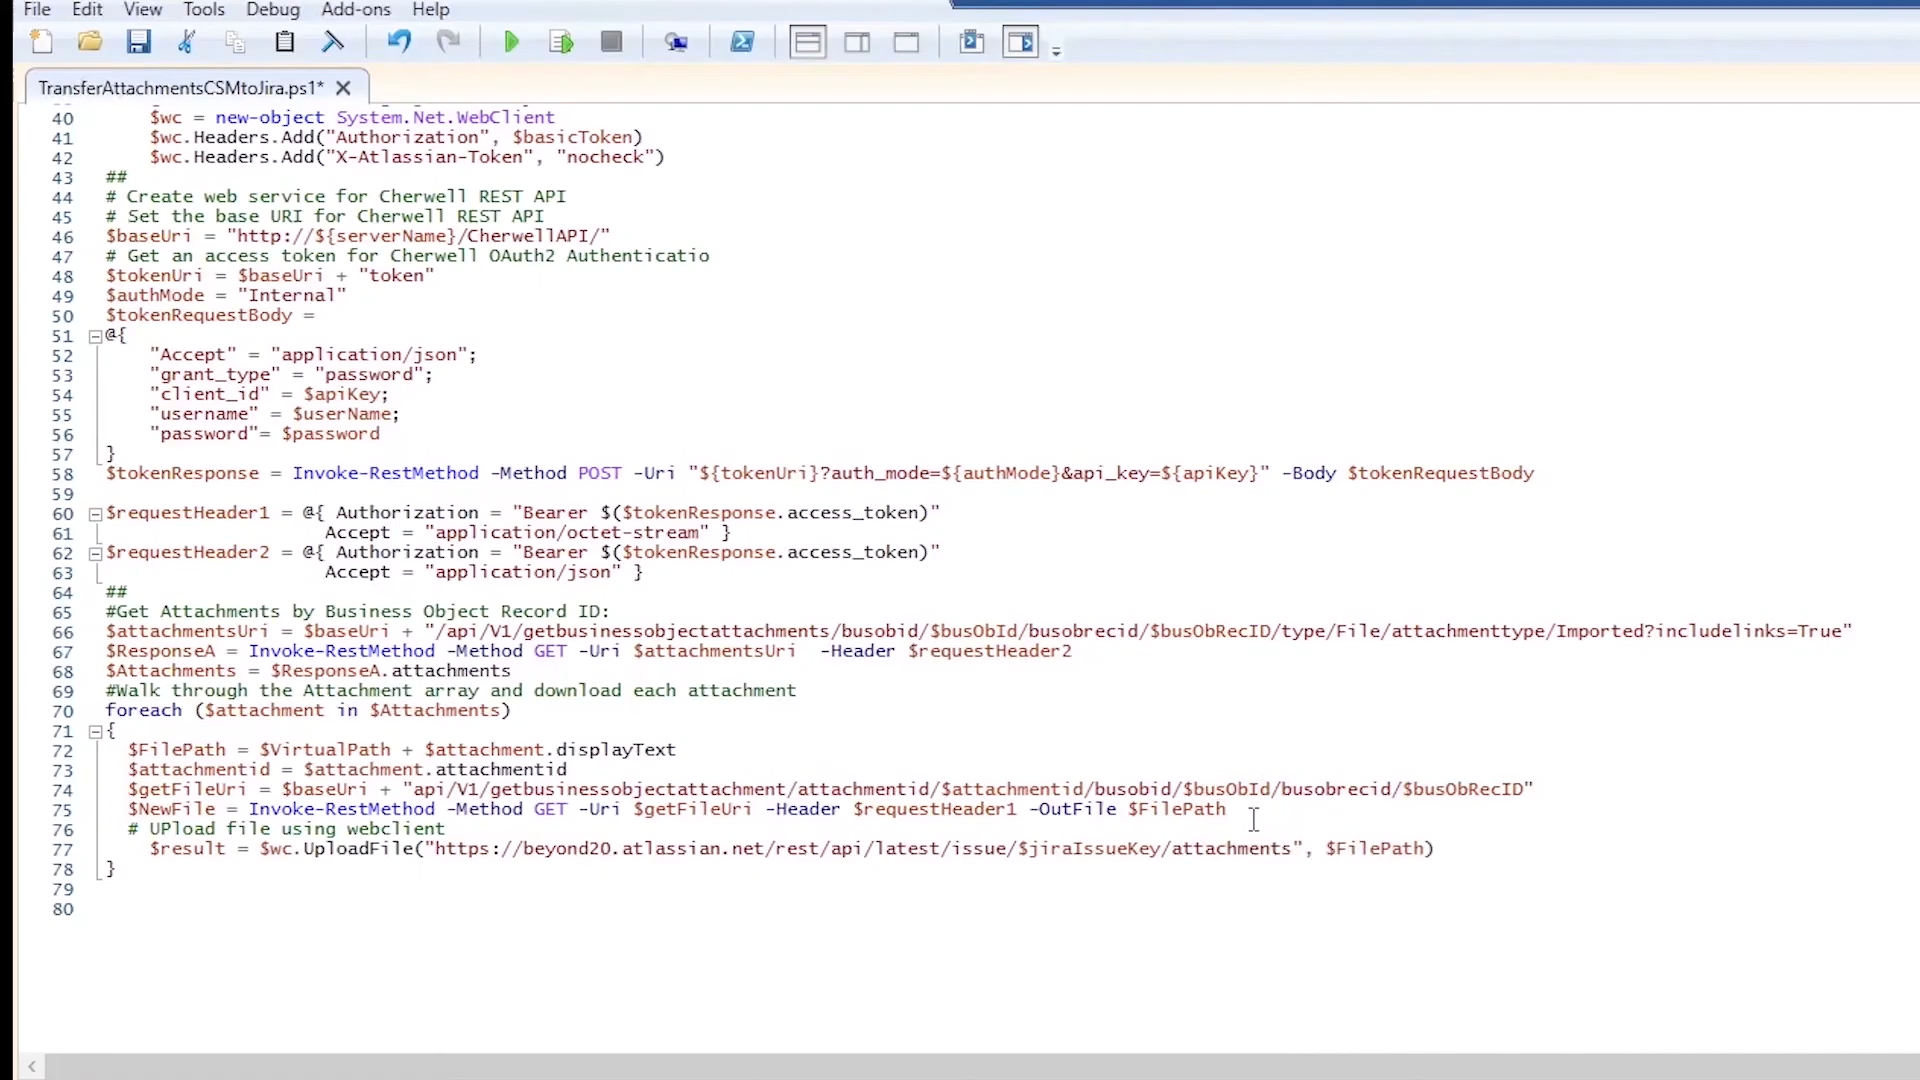 File Edit View Tools Debug Add-ons Help
TransferAttachmentsCSMtoJira.ps1*
40 $wc = new-object System.Net.WebClient
41 $wc.Headers.Add("Authorization", $basicToken)
42 $wc.Headers.Add("X-Atlassian-Token", "nocheck")
43 ##
44 # Create web service for Cherwell REST API
45 # Set the base URI for Cherwell REST API
46 $baseUri = "http://${serverName}/CherwellAPI/"
47 # Get an access token for Cherwell OAuth2 Authenticatio
48 $tokenUri = $baseUri + "token"
49 $authMode = "Internal"
50 $tokenRequestBody =
51 @{
52 "Accept" = "application/json";
53 "grant_type" = "password";
54 "client_id" = $apiKey;
55 "username" = $userName;
56 "password"= $password
57 }
58 $tokenResponse = Invoke-RestMethod -Method POST -Uri "${tokenUri}?auth_mode=${authMode}&api_key=${apiKey}" -Body $tokenRequestBody
59
60 $requestHeader1 = @{ Authorization = "Bearer $($tokenResponse.access_token)"
61 Accept = "application/octet-stream" }
62 $requestHeader2 = @{ Authorization = "Bearer $($tokenResponse.access_token)"
63 Accept = "application/json" }
64 ##
65 #Get Attachments by Business Object Record ID:
66 $attachmentsUri = $baseUri + "/api/V1/getbusinessobjectattachments/busobid/$busObId/busobrecid/$busObRecID/type/File/attachmenttype/Imported?includelinks=True"
67 $ResponseA = Invoke-RestMethod -Method GET -Uri $attachmentsUri  -Header $requestHeader2
68 $Attachments = $ResponseA.attachments
69 #Walk through the Attachment array and download each attachment
70 foreach ($attachment in $Attachments)
71 {
72 $FilePath = $VirtualPath + $attachment.displayText
73 $attachmentid = $attachment.attachmentid
74 $getFileUri = $baseUri + "api/V1/getbusinessobjectattachment/attachmentid/$attachmentid/busobid/$busObId/busobrecid/$busObRecID"
75 $NewFile = Invoke-RestMethod -Method GET -Uri $getFileUri -Header $requestHeader1 -OutFile $FilePath
76 # UPload file using webclient
77 $result = $wc.UploadFile("https://beyond20.atlassian.net/rest/api/latest/issue/$jiraIssueKey/attachments", $FilePath)
78 }
79
80